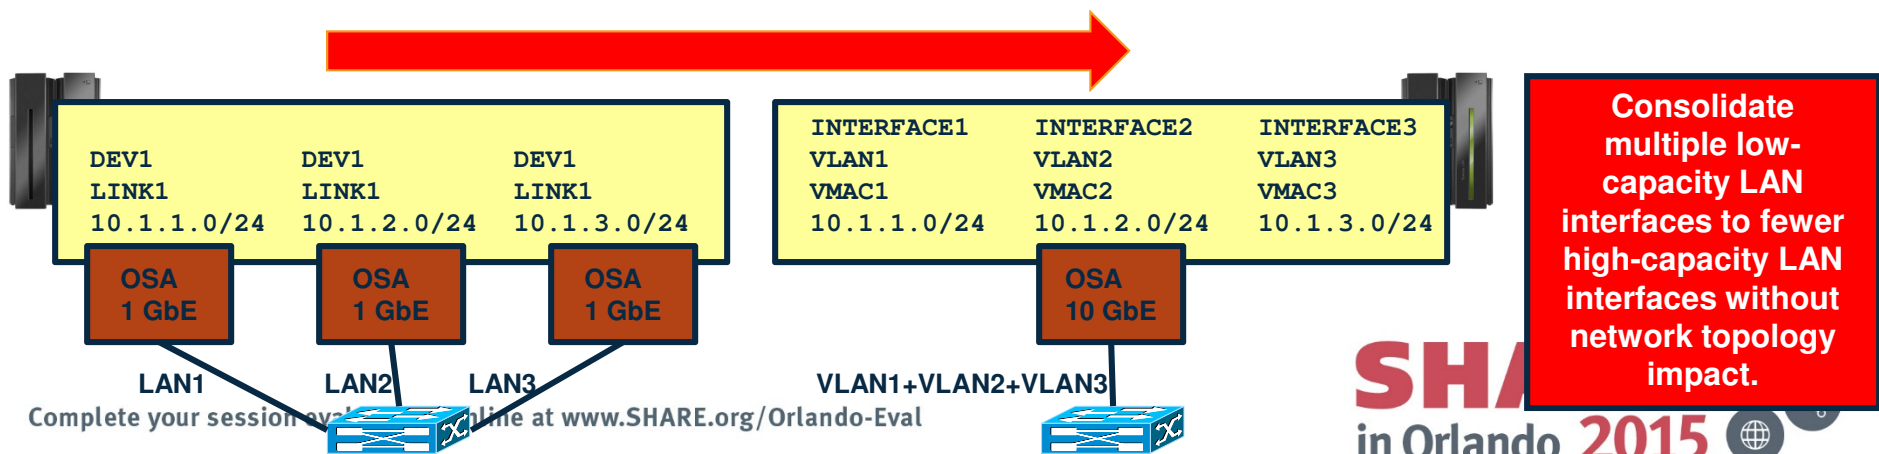 DEV1 DEV1 DEV1
LINK1 LINK1 LINK1
10.1.1.0/24 10.1.2.0/24 10.1.3.0/24
OSA
1 GbE
OSA
1 GbE
OSA
1 GbE
LAN1 LAN2 LAN3
INTERFACE1 INTERFACE2 INTERFACE3
VLAN1 VLAN2 VLAN3
VMAC1 VMAC2 VMAC3
10.1.1.0/24 10.1.2.0/24 10.1.3.0/24
OSA
10 GbE
VLAN1+VLAN2+VLAN3
Consolidate
multiple low-
capacity LAN
interfaces to fewer
high-capacity LAN
interfaces without
network topology
impact.
Complete your session at www.SHARE.org/Orlando-Eval
in Orlando 2015